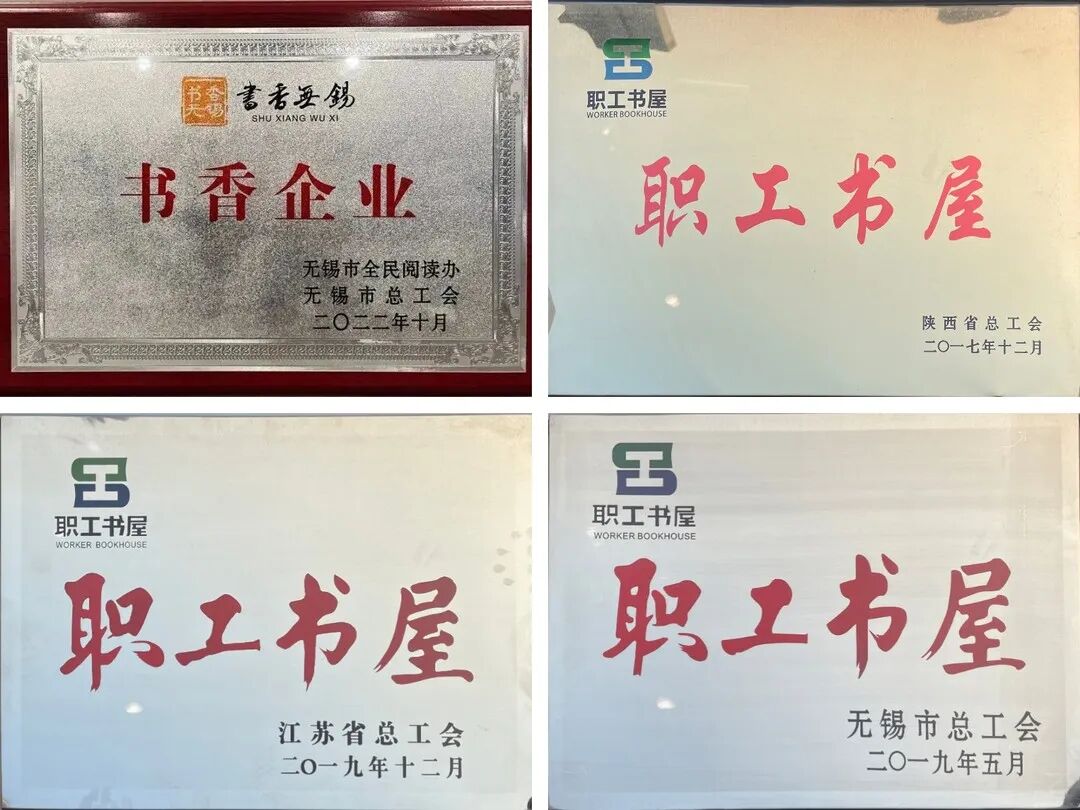 书香无锡
書香無錫
SHU XIANG WU XI
书香企业
无锡市全民阅读办
无锡市总工会
二〇二二年十月
职工书屋
WORKER BOOKHOUSE
职工书屋
陕西省总工会
二〇一七年十二月
职工书屋
WORKER BOOKHOUSE
职工书屋
江苏省总工会
二〇一九年十二月
职工书屋
WORKER BOOKHOUSE
职工书屋
无锡市总工会
二〇一九年五月